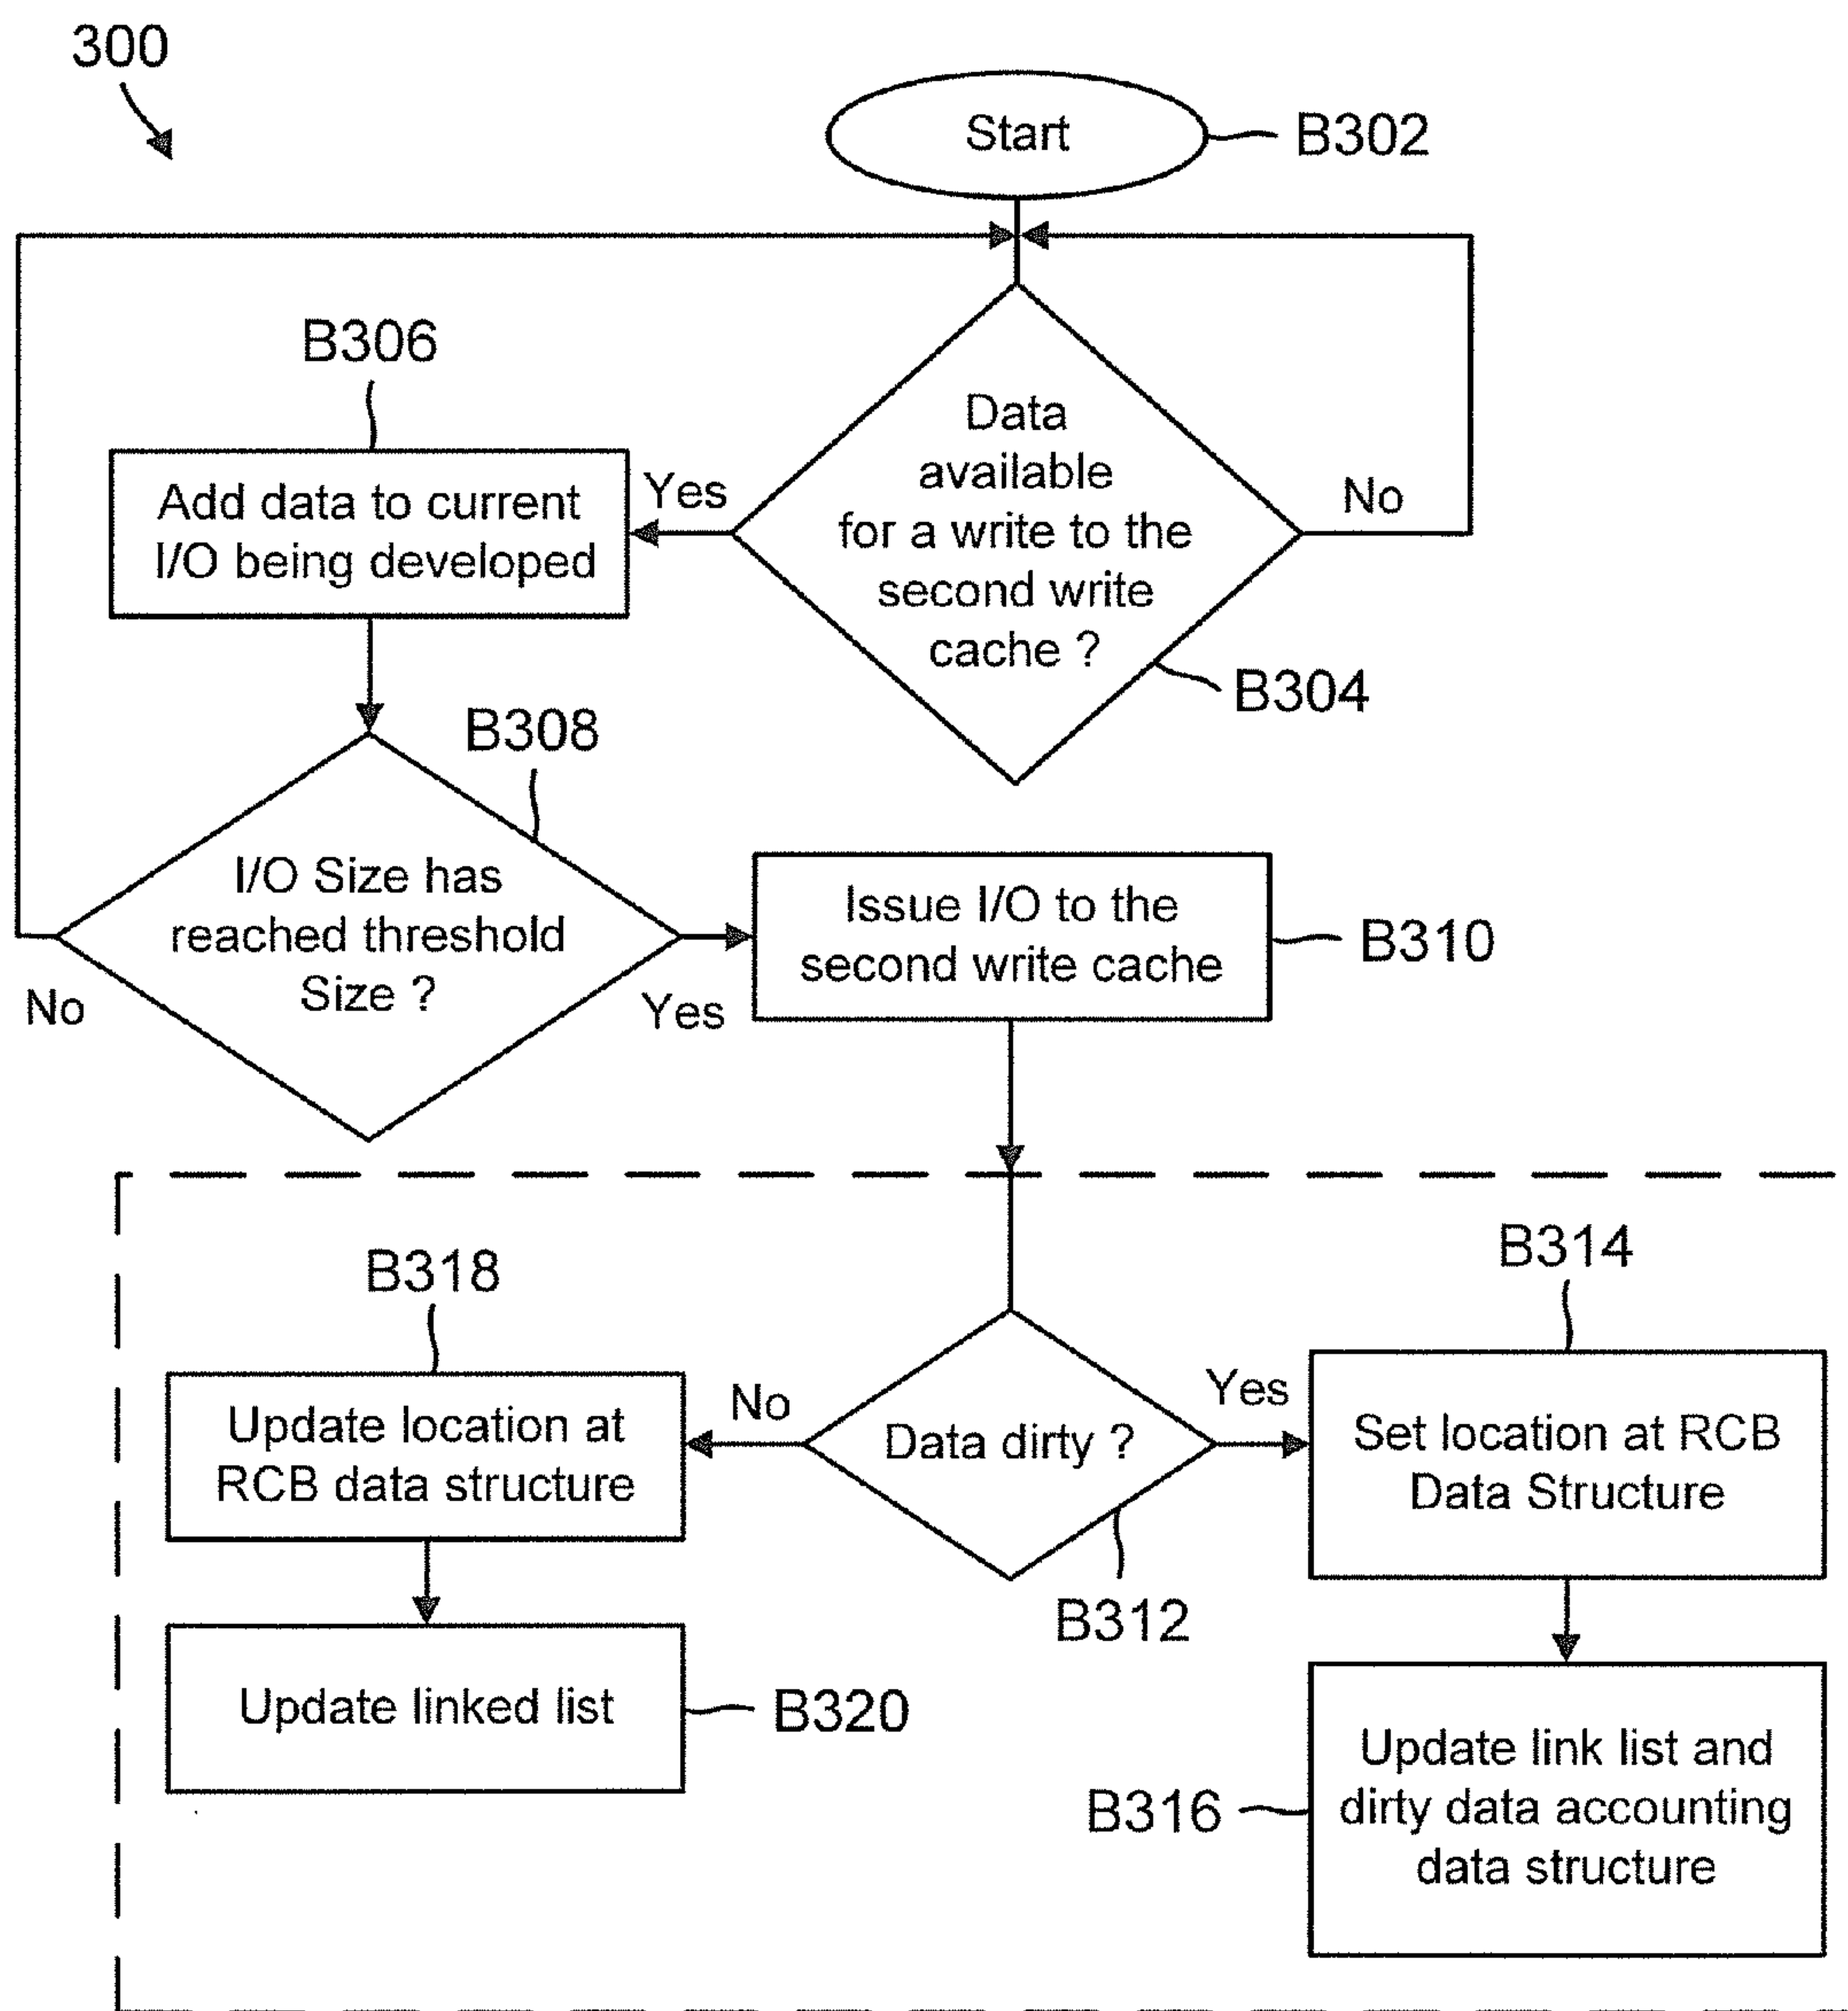 300
Start
B302
B306
Data
available
for a write to the
second write
cache ?
Yes
No
Add data to current
I/O being developed
B304
B308
I/O Size has
reached threshold
Size ?
No
Yes
Issue I/O to the
second write cache
B310
B318
B314
Update location at
RCB data structure
No
Data dirty ?
Yes
Set location at RCB
Data Structure
B312
Update linked list
B320
B316
Update link list and
dirty data accounting
data structure